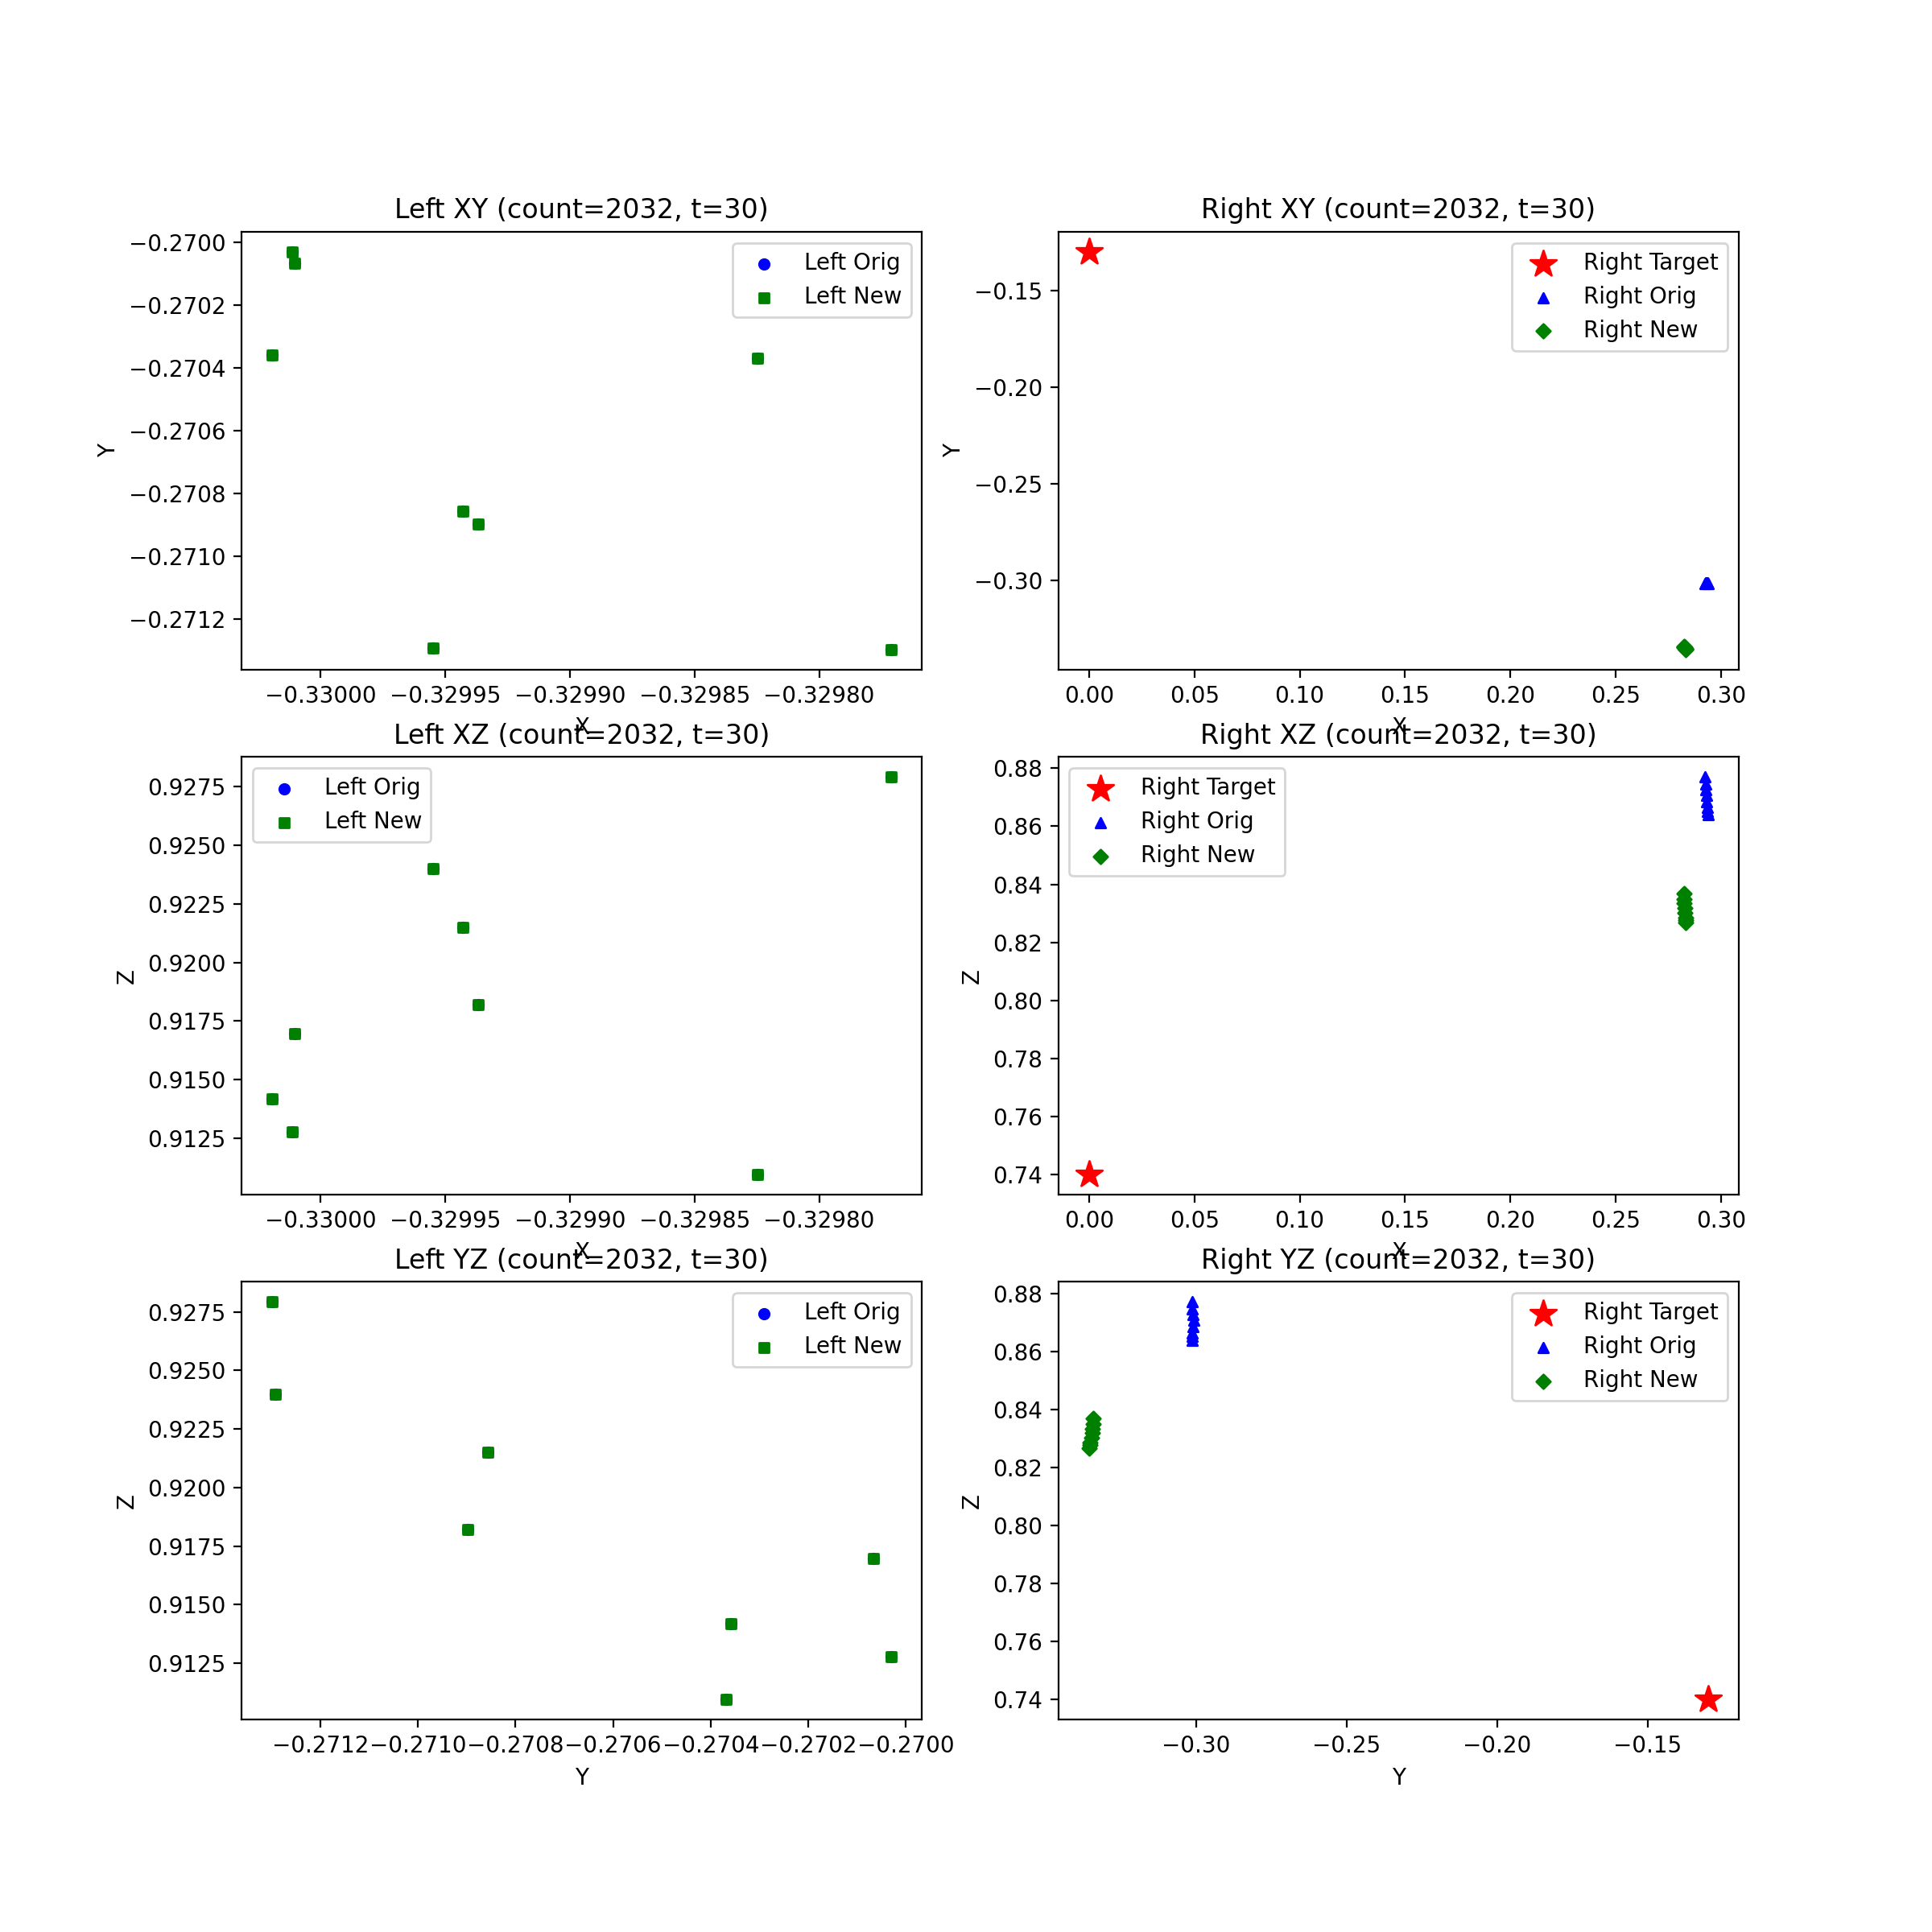 Left XY (count=2032, t=30)
−0.2700
−0.2702
−0.2704
−0.2706
−0.2708
−0.2710
−0.2712
Y
Left Orig
Left New
−0.33000 −0.32995 −0.32990 −0.32985 −0.32980
X
Right XY (count=2032, t=30)
−0.15
−0.20
−0.25
−0.30
Y
Right Target
Right Orig
Right New
0.00 0.05 0.10 0.15 0.20 0.25 0.30
X
Left XZ (count=2032, t=30)
0.9275
0.9250
0.9225
0.9200
0.9175
0.9150
0.9125
Z
Left Orig
Left New
−0.33000 −0.32995 −0.32990 −0.32985 −0.32980
X
Right XZ (count=2032, t=30)
0.88
0.86
0.84
0.82
0.80
0.78
0.76
0.74
Z
Right Target
Right Orig
Right New
0.00 0.05 0.10 0.15 0.20 0.25 0.30
X
Left YZ (count=2032, t=30)
0.9275
0.9250
0.9225
0.9200
0.9175
0.9150
0.9125
Z
Left Orig
Left New
−0.2712 −0.2710 −0.2708 −0.2706 −0.2704 −0.2702 −0.2700
Y
Right YZ (count=2032, t=30)
0.88
0.86
0.84
0.82
0.80
0.78
0.76
0.74
Z
Right Target
Right Orig
Right New
−0.30 −0.25 −0.20 −0.15
Y